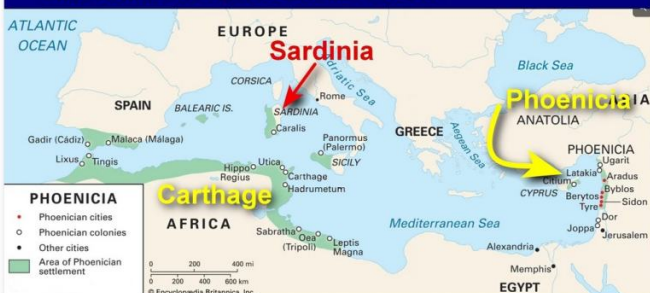 ATLANTIC
OCEAN
EUROPE
Sardinia
Black Sea
CORSICA
Adriatic Sea
Rome
Phoenicia
SPAIN
BALEARIC IS.
SARDINIA
ANATOLIA
Caralis
GREECE
Aegean Sea
PHOENICIA
Gadir (Cádiz)
Malaca (Málaga)
Panormus
(Palermo)
Ugarit
Lixus
Tingis
Hippo
Regius
Utica
SICILY
Latakia
Aradus
Carthage
Citium
Byblos
Carthage
Hadrumetum
CYPRUS
Berytos
Sidon
Tyre
PHOENICIA
Phoenician cities
Phoenician colonies
Other cities
Area of Phoenician
settlement
AFRICA
Mediterranean Sea
Dor
Sabratha
Oea
(Tripoli)
Leptis
Magna
Joppa
Jerusalem
Alexandria
0 200 400 mi
0 200 400 600 km
Memphis
EGYPT
© Encyclopædia Britannica, Inc.